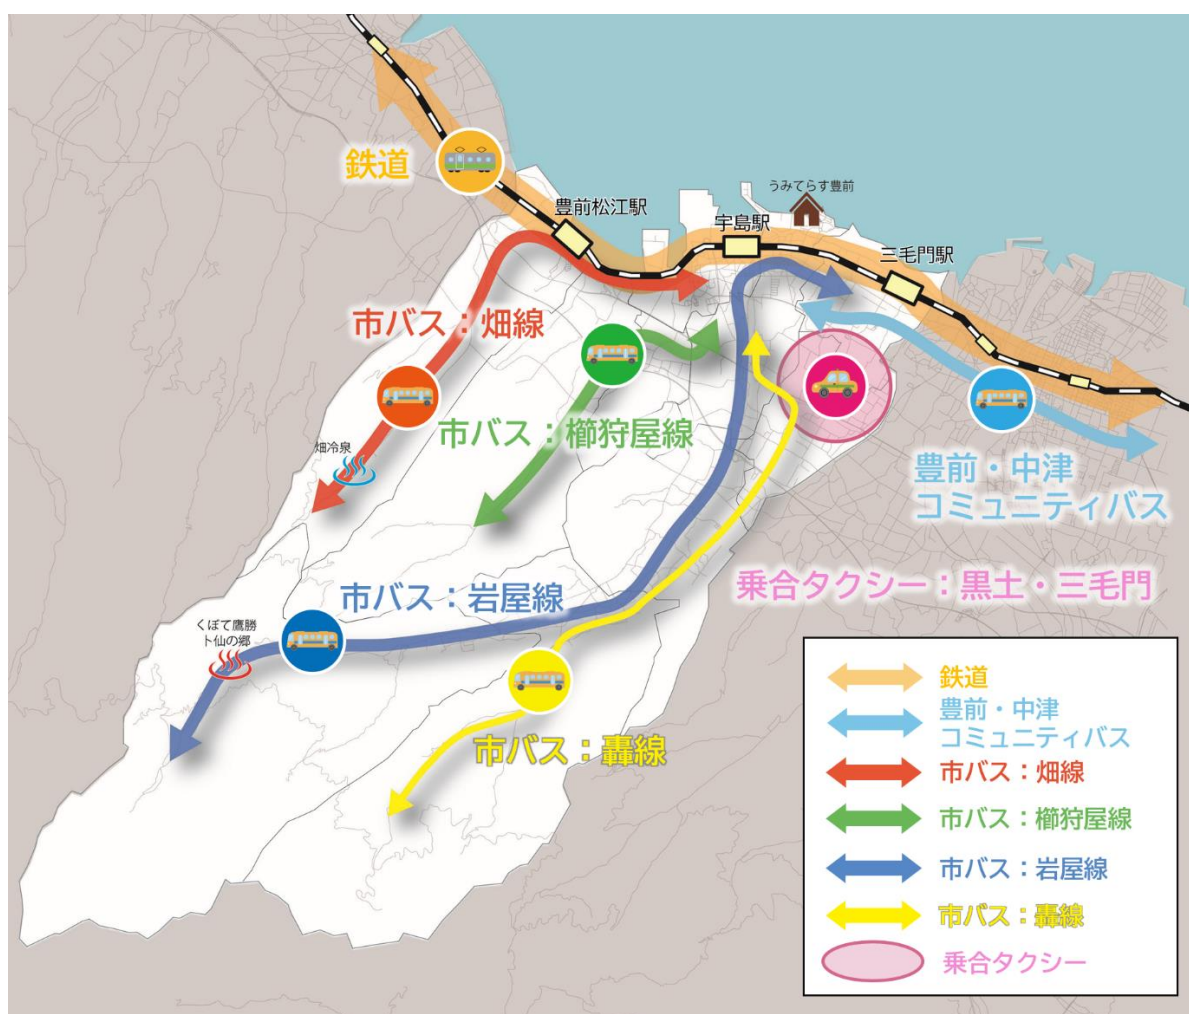 鉄道
豊前松江駅
宇島駅
うみてらす豊前
三毛門駅
市バス：畑線
畑冷泉
市バス：櫛狩屋線
豊前・中津
コミュニティバス
乗合タクシー：黒土・三毛門
市バス：岩屋線
くぼて鷹勝
卜仙の郷
市バス：轟線
鉄道
豊前・中津
コミュニティバス
市バス：畑線
市バス：櫛狩屋線
市バス：岩屋線
市バス：轟線
乗合タクシー